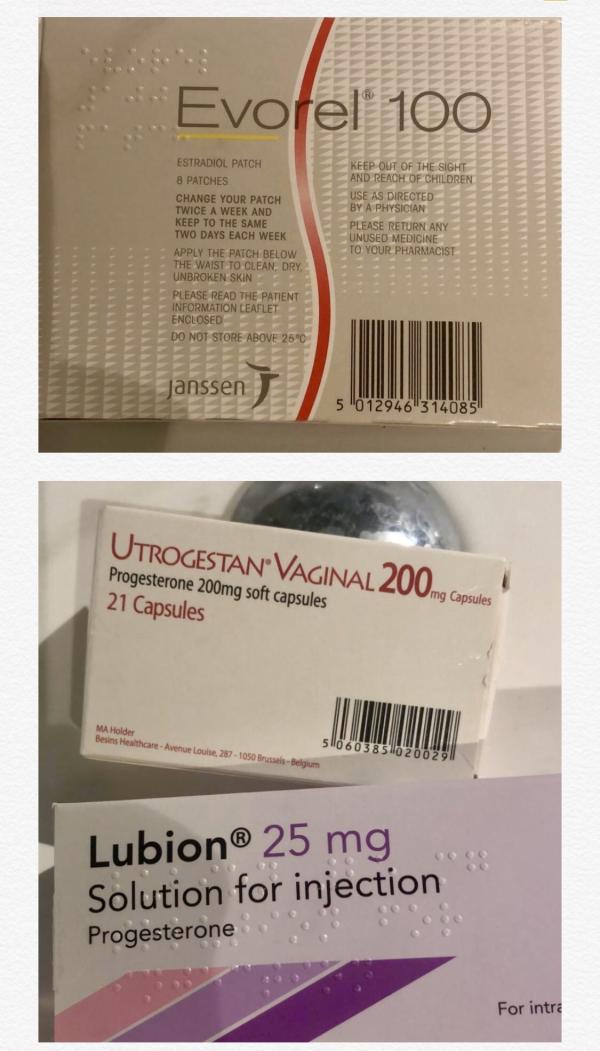 Evorel® 100
ESTRADIOL PATCH
8 PATCHES
CHANGE YOUR PATCH
TWICE A WEEK AND
KEEP TO THE SAME
TWO DAYS EACH WEEK
APPLY THE PATCH BELOW
THE WAIST TO CLEAN, DRY,
UNBROKEN SKIN
PLEASE READ THE PATIENT
INFORMATION LEAFLET
ENCLOSED
DO NOT STORE ABOVE 25°C
janssen
KEEP OUT OF THE SIGHT
AND REACH OF CHILDREN
USE AS DIRECTED
BY A PHYSICIAN
PLEASE RETURN ANY
UNUSED MEDICINE
TO YOUR PHARMACIST
5 012946 314085
UTROGESTAN® VAGINAL 200mg Capsules
Progesterone 200mg soft capsules
21 Capsules
MA Holder
Besins Healthcare - Avenue Louise, 287 - 1050 Brussels - Belgium
5 060385 020029
Lubion® 25 mg
Solution for injection
Progesterone
For intra